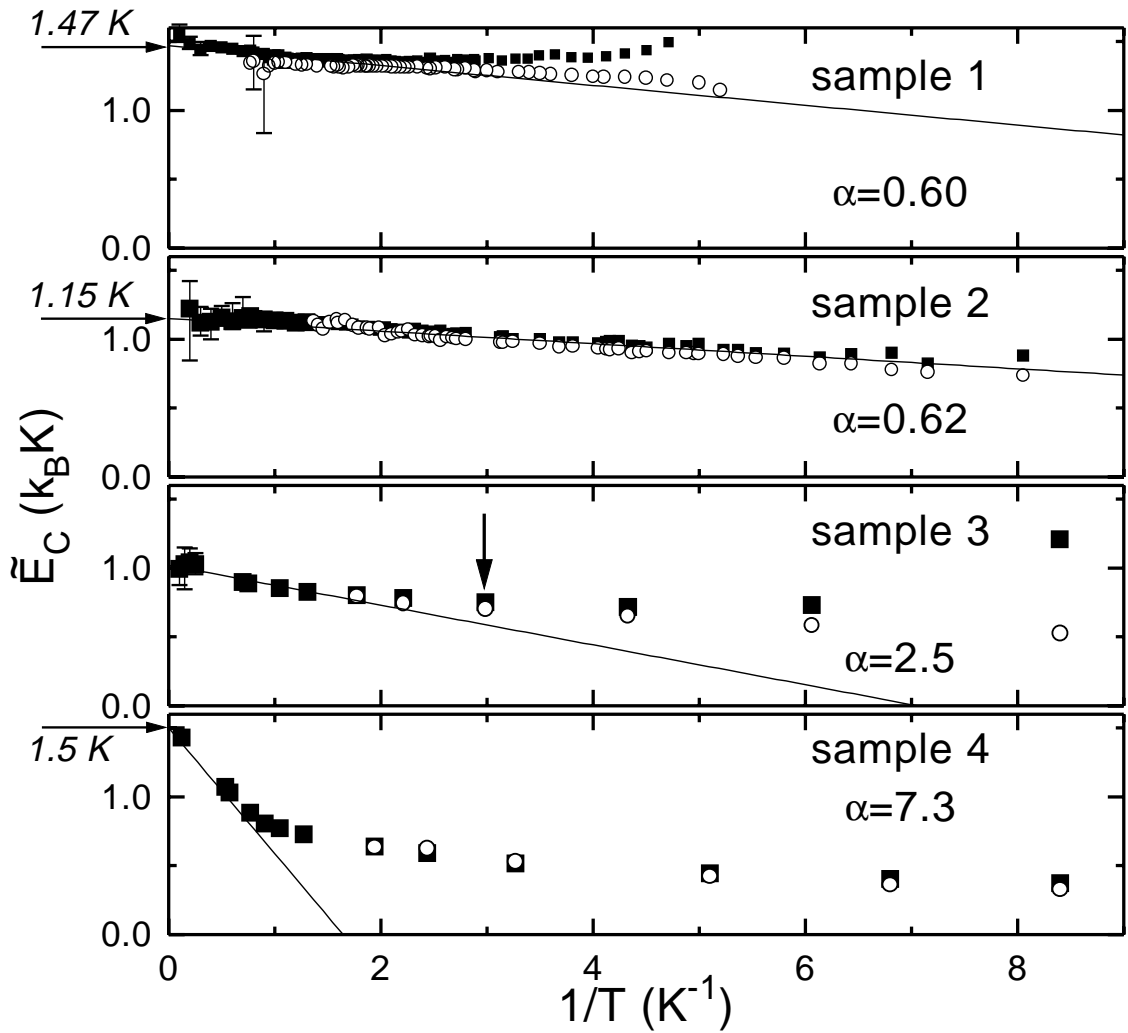 1.47 K
sample 1
1.0
α=0.60
0.0
1.15 K
sample 2
1.0
α=0.62
0.0
sample 3
1.0
α=2.5
0.0
1.5 K
sample 4
1.0
α=7.3
0.0
Ẽ_C (k_B K)
0 2 4 6 8
1/T (K⁻¹)